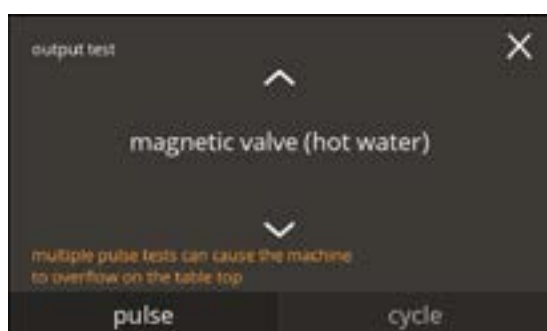 output test
magnetic valve (hot water)
multiple pulse tests can cause the machine
to overflow on the table top
pulse cycle